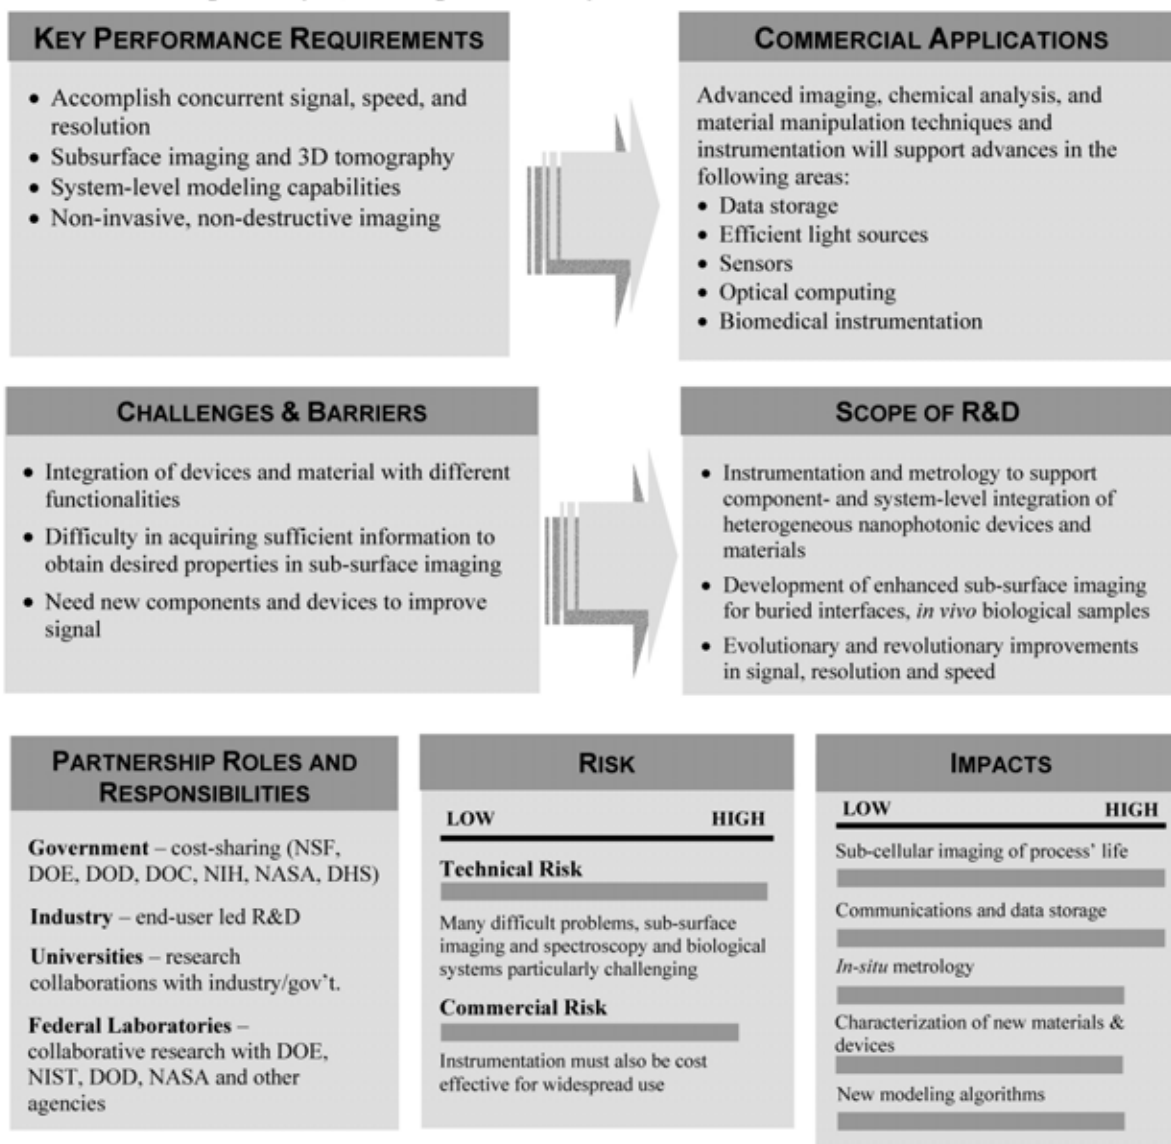 KEY PERFORMANCE REQUIREMENTS
• Accomplish concurrent signal, speed, and
resolution
• Subsurface imaging and 3D tomography
• System-level modeling capabilities
• Non-invasive, non-destructive imaging
COMMERCIAL APPLICATIONS
Advanced imaging, chemical analysis, and
material manipulation techniques and
instrumentation will support advances in the
following areas:
• Data storage
• Efficient light sources
• Sensors
• Optical computing
• Biomedical instrumentation
CHALLENGES & BARRIERS
• Integration of devices and material with different
functionalities
• Difficulty in acquiring sufficient information to
obtain desired properties in sub-surface imaging
• Need new components and devices to improve
signal
SCOPE OF R&D
• Instrumentation and metrology to support
component- and system-level integration of
heterogeneous nanophotonic devices and
materials
• Development of enhanced sub-surface imaging
for buried interfaces, in vivo biological samples
• Evolutionary and revolutionary improvements
in signal, resolution and speed
PARTNERSHIP ROLES AND
RESPONSIBILITIES
Government – cost-sharing (NSF,
DOE, DOD, DOC, NIH, NASA, DHS)
Industry – end-user led R&D
Universities – research
collaborations with industry/gov't.
Federal Laboratories –
collaborative research with DOE,
NIST, DOD, NASA and other
agencies
RISK
LOW HIGH
Technical Risk
Many difficult problems, sub-surface
imaging and spectroscopy and biological
systems particularly challenging
Commercial Risk
Instrumentation must also be cost
effective for widespread use
IMPACTS
LOW HIGH
Sub-cellular imaging of process' life
Communications and data storage
In-situ metrology
Characterization of new materials &
devices
New modeling algorithms